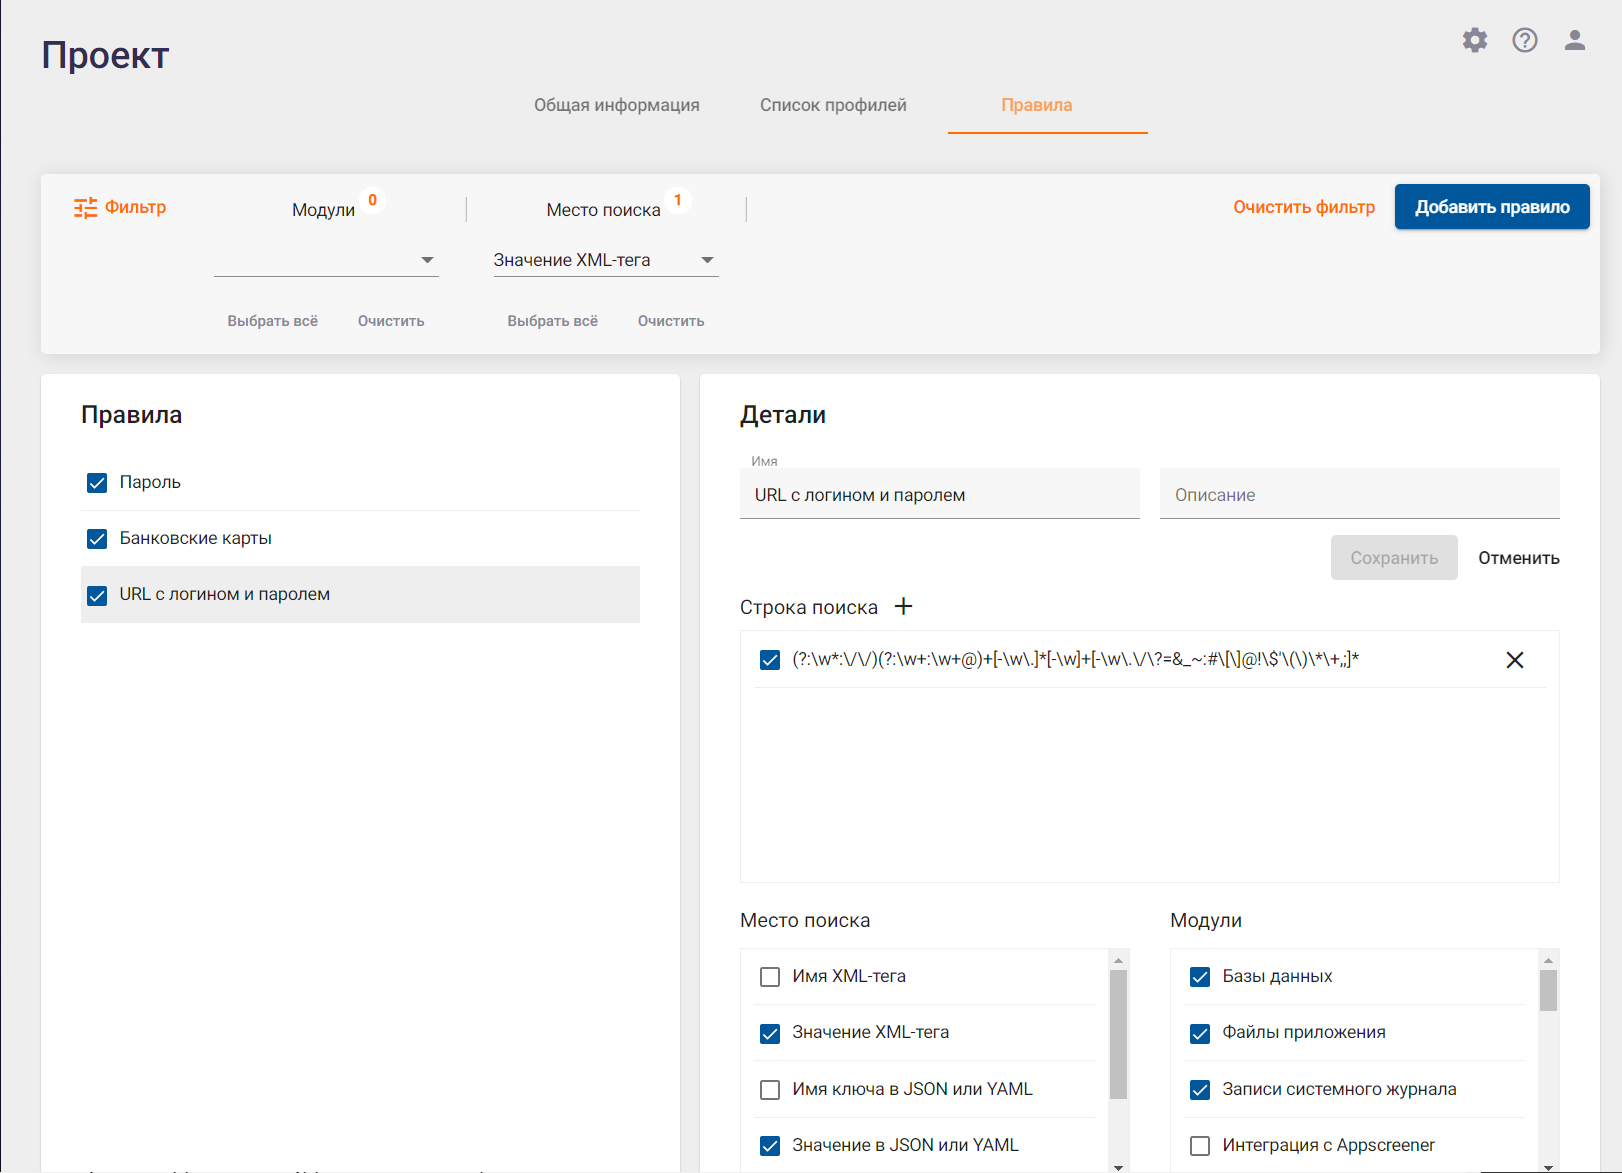 Проект
Общая информация
Список профилей
Правила
Фильтр
Модули 0
Место поиска 1
Очистить фильтр
Добавить правило
Значение XML-тега
Выбрать всё
Очистить
Выбрать всё
Очистить
Правила
Пароль
Банковские карты
URL с логином и паролем
Детали
Имя
URL с логином и паролем
Описание
Сохранить
Отменить
Строка поиска
(?:\w*:\/\/)(?:\w+:\w+@)+[-\w\.]*[-\w]+[-\w\.\/\?=&_~:#\[\]@!\$'\(\)\*\+,;]*
Место поиска
Имя XML-тега
Значение XML-тега
Имя ключа в JSON или YAML
Значение в JSON или YAML
Модули
Базы данных
Файлы приложения
Записи системного журнала
Интеграция с Appscreener